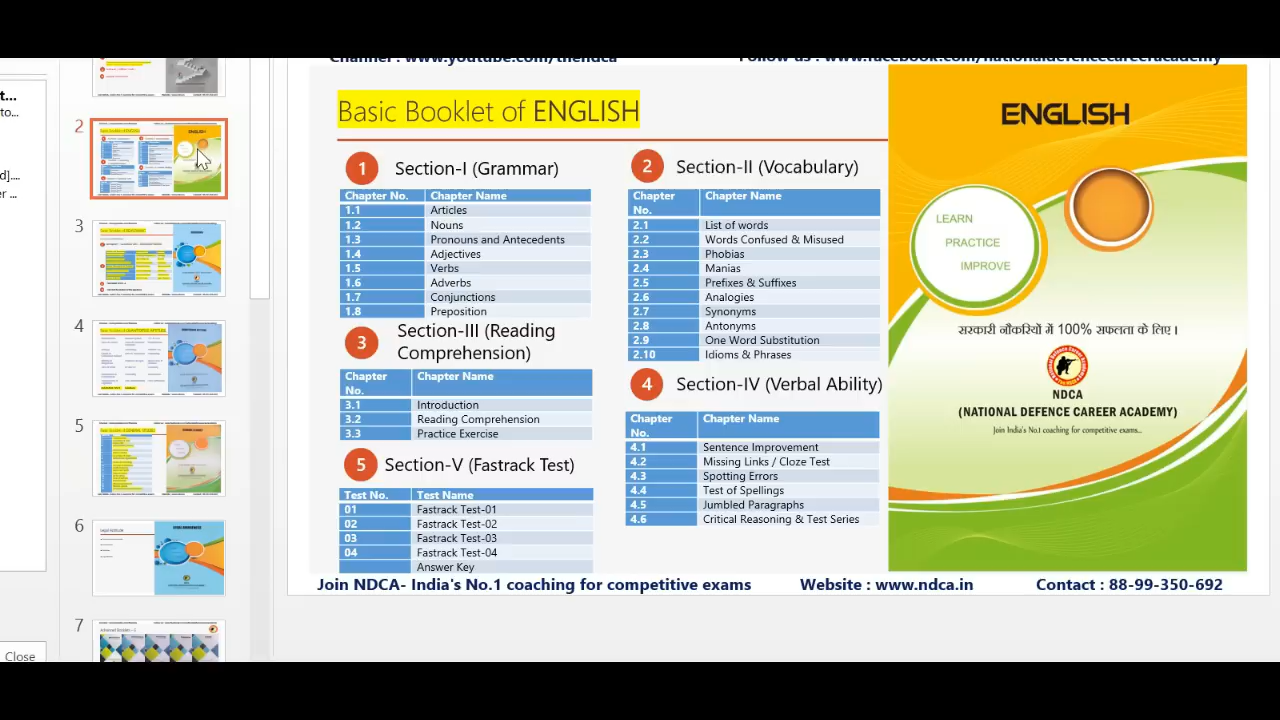 Channel : www.youtube.com/thendca
Follow us : www.facebook.com/nationaldefencecareeracademy
Basic Booklet of ENGLISH
1 Section-I (Grammar)
Chapter No. Chapter Name
1.1 Articles
1.2 Nouns
1.3 Pronouns and Antecedents
1.4 Adjectives
1.5 Verbs
1.6 Adverbs
1.7 Conjunctions
1.8 Preposition
3 Section-III (Reading
Comprehension)
Chapter Chapter Name
No.
3.1 Introduction
3.2 Reading Comprehension
3.3 Practice Exercise
5 Section-V (Fastrack Test)
Test No. Test Name
01 Fastrack Test-01
02 Fastrack Test-02
03 Fastrack Test-03
04 Fastrack Test-04
Answer Key
2 Section-II (Vocabulary)
Chapter Chapter Name
No.
2.1 List of words
2.2 Words Confused & Misused
2.3 Phobias
2.4 Manias
2.5 Prefixes & Suffixes
2.6 Analogies
2.7 Synonyms
2.8 Antonyms
2.9 One Word Substitution
2.10 Idioms & Phrases
4 Section-IV (Verbal Ability)
Chapter Chapter Name
No.
4.1 Sentence Improvement
4.2 Missing Links / Cloze Test
4.3 Spotting Errors
4.4 Test of Spellings
4.5 Jumbled Paragraphs
4.6 Critical Reasoning & Test Series
ENGLISH
LEARN
PRACTICE
IMPROVE
सरकारी नौकरियों में 100% सफलता के लिए ।
NDCA
(NATIONAL DEFENCE CAREER ACADEMY)
Join India's No.1 coaching for competitive exams...
Join NDCA- India's No.1 coaching for competitive exams Website : www.ndca.in Contact : 88-99-350-692
2
3
4
5
6
7
Close